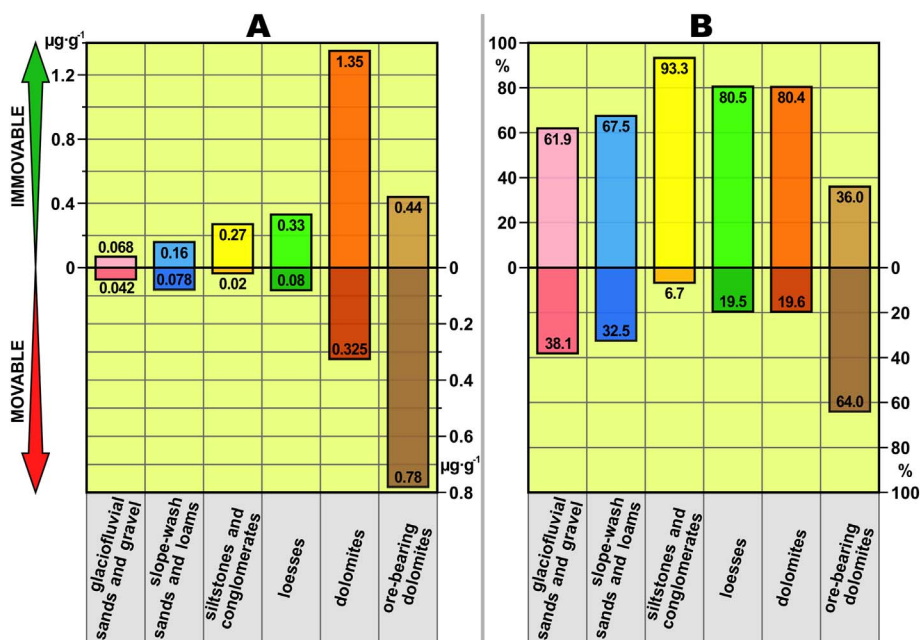 A
B
µg·g-1
1.2
0.8
0.4
0
IMMOVABLE
MOVABLE
0.068
0.16
0.27
0.33
1.35
0.44
0.042
0.078
0.02
0.08
0.325
0.78
0
0.2
0.4
0.6
µg·g-1
0.8
glaciofluvial
sands and gravel
slope-wash
sands and loams
siltstones and
conglomerates
loesses
dolomites
ore-bearing
dolomites
100
%
80
60
40
20
0
61.9
67.5
93.3
80.5
80.4
36.0
38.1
32.5
6.7
19.5
19.6
64.0
0
20
40
60
80
%
100
glaciofluvial
sands and gravel
slope-wash
sands and loams
siltstones and
conglomerates
loesses
dolomites
ore-bearing
dolomites